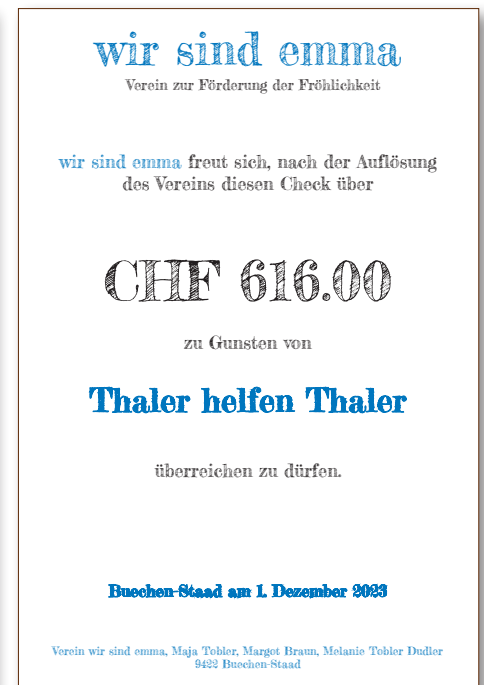 wir sind emma
Verein zur Förderung der Fröhlichkeit
wir sind emma freut sich, nach der Auflösung
des Vereins diesen Check über
CHF 616.00
zu Gunsten von
Thaler helfen Thaler
überreichen zu dürfen.
Buechen-Staad am 1. Dezember 2023
Verein wir sind emma, Maja Tobler, Margot Braun, Melanie Tobler Dudler
9422 Buechen-Staad